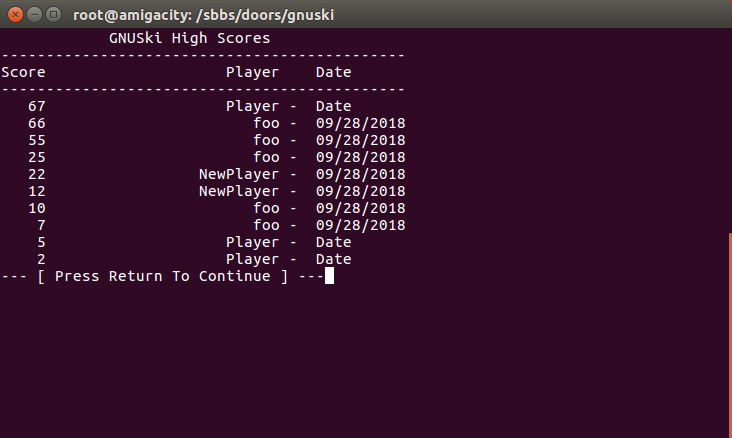 root@amigacity: /sbbs/doors/gnuski
GNUSki High Scores
---------------------------------------------
Score                    Player    Date
---------------------------------------------
67                    Player -  Date
66                       foo -  09/28/2018
55                       foo -  09/28/2018
25                       foo -  09/28/2018
22                 NewPlayer -  09/28/2018
12                 NewPlayer -  09/28/2018
10                       foo -  09/28/2018
7                       foo -  09/28/2018
5                    Player -  Date
2                    Player -  Date
--- [ Press Return To Continue ] ---